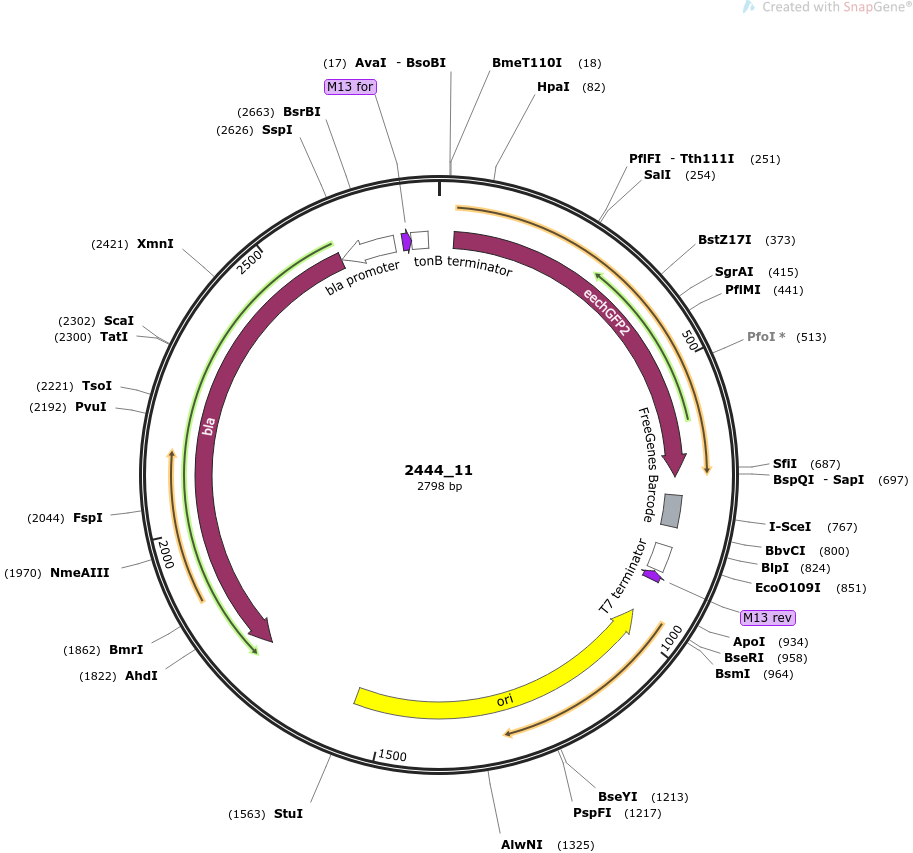 Created with SnapGene®
(17) AvaI - BsoBI
BmeT110I (18)
M13 for
HpaI (82)
(2663) BsrBI
(2626) SspI
PflFI - Tth111I (251)
SalI (254)
(2421) XmnI
BstZ17I (373)
2500
bla promoter
tonB terminator
SgrAI (415)
PflMI (441)
eechGFP2
(2302) ScaI
(2300) TatI
500
PfoI * (513)
(2221) TsoI
(2192) PvuI
bla
FreeGenes Barcode
2444_11
2798 bp
SfiI (687)
BspQI - SapI (697)
(2044) FspI
I-SceI (767)
2000
BbvCI (800)
BlpI (824)
(1970) NmeAIII
T7 terminator
EcoO109I (851)
M13 rev
(1862) BmrI
1000
ApoI (934)
BseRI (958)
(1822) AhdI
BsmI (964)
ori
1500
BseYI (1213)
(1563) StuI
PspFI (1217)
AlwNI (1325)